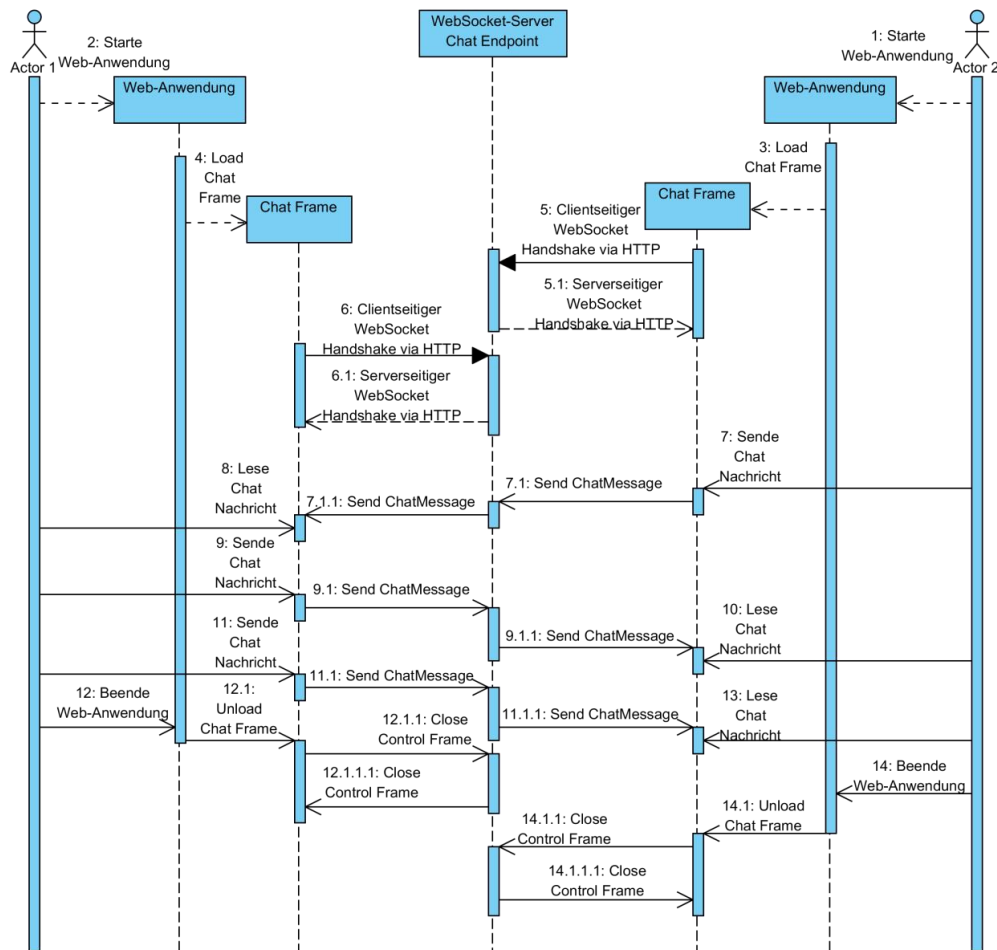 WebSocket-Server
Chat Endpoint
Actor 1
2: Starte
Web-Anwendung
1: Starte
Web-Anwendung
Actor 2
Web-Anwendung
Web-Anwendung
4: Load
Chat
Frame
3: Load
Chat Frame
Chat Frame
Chat Frame
5: Clientseitiger
WebSocket
Handshake via HTTP
5.1: Serverseitiger
WebSocket
Handshake via HTTP
6: Clientseitiger
WebSocket
Handshake via HTTP
6.1: Serverseitiger
WebSocket
Handshake via HTTP
7: Sende
Chat
Nachricht
7.1: Send ChatMessage
7.1.1: Send ChatMessage
8: Lese
Chat
Nachricht
9: Sende
Chat
Nachricht
9.1: Send ChatMessage
9.1.1: Send ChatMessage
10: Lese
Chat
Nachricht
11: Sende
Chat
Nachricht
11.1: Send ChatMessage
11.1.1: Send ChatMessage
12: Beende
Web-Anwendung
12.1:
Unload
Chat Frame
12.1.1: Close
Control Frame
12.1.1.1: Close
Control Frame
13: Lese
Chat
Nachricht
14: Beende
Web-Anwendung
14.1: Unload
Chat Frame
14.1.1: Close
Control Frame
14.1.1.1: Close
Control Frame